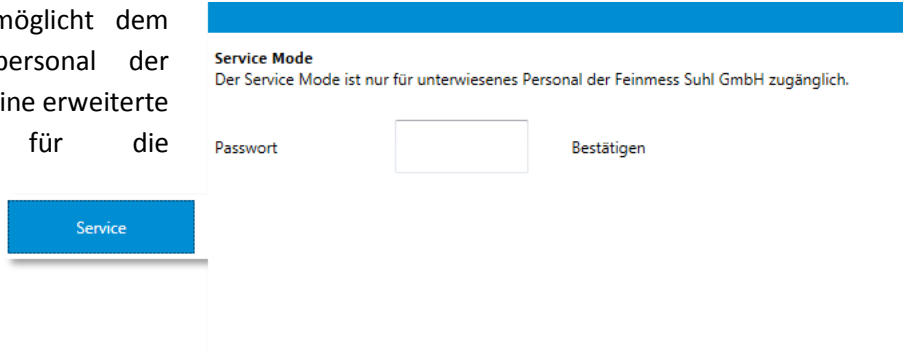 möglicht dem
personal der
ine erweiterte
für die
Service
Service Mode
Der Service Mode ist nur für unterwiesenes Personal der Feinmess Suhl GmbH zugänglich.
Passwort Bestätigen